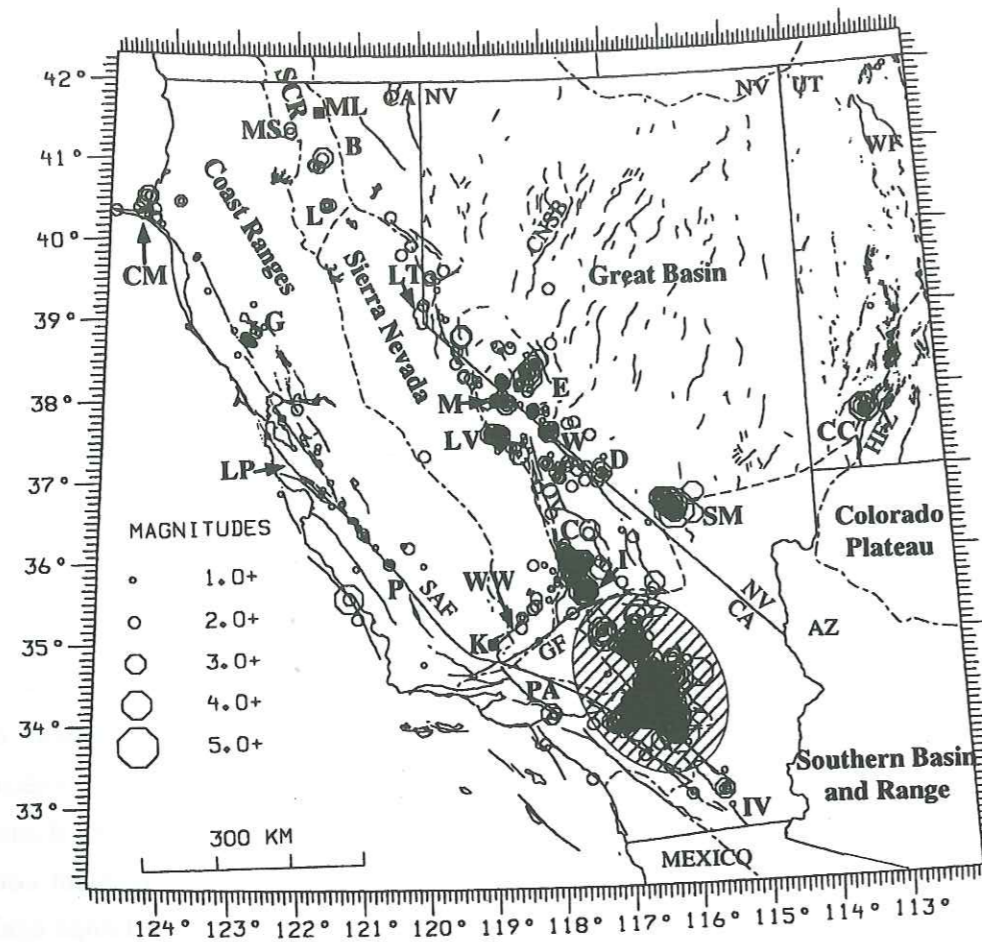 42°
41°
40°
39°
38°
37°
36°
35°
34°
33°
SCR
ML
CA
NV
NV
UT
MS
B
WF
Coast Ranges
L
CNSB
CM
Sierra Nevada
LT
Great Basin
G
E
M
LV
W
CC
HFZ
D
LP
OV
SM
Colorado
Plateau
MAGNITUDES
1.0+
2.0+
3.0+
4.0+
5.0+
C
I
WW
P
SAF
NV
CA
AZ
K
GF
PA
Southern Basin
and Range
IV
300 KM
MEXICO
124° 123° 122° 121° 120° 119° 118° 117° 116° 115° 114° 113°